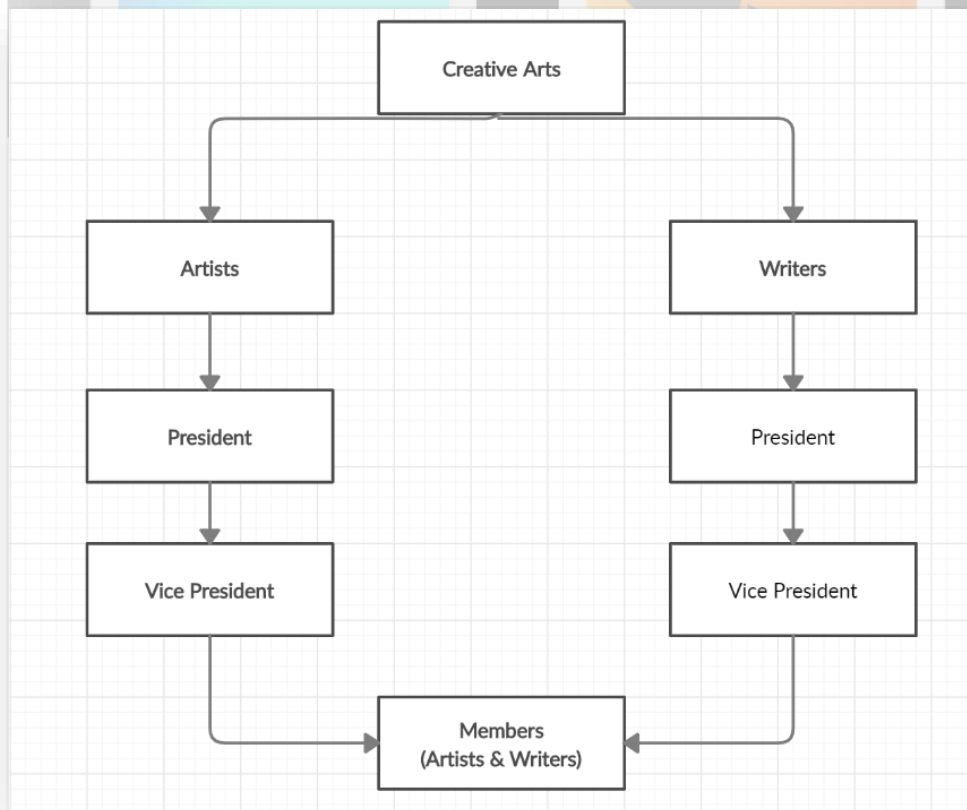 Creative Arts
Artists
Writers
President
President
Vice President
Vice President
Members
(Artists & Writers)